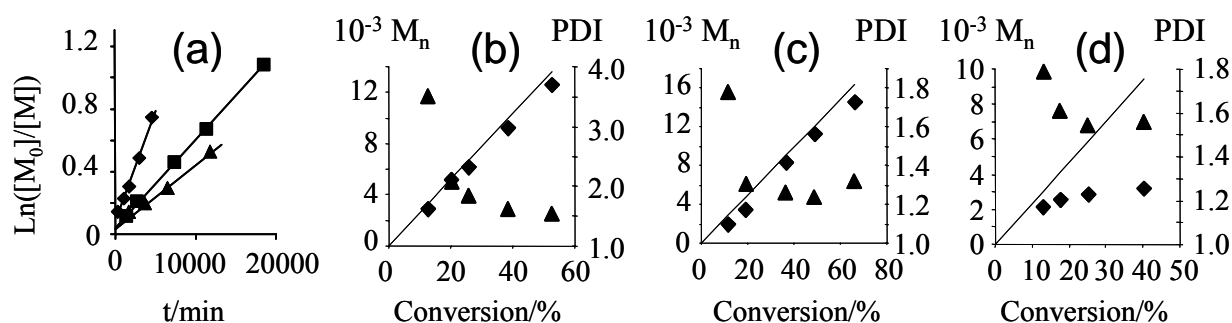 (a)
Ln([M₀]/[M])
1.2
0.8
0.4
0
0 10000 20000
t/min
10⁻³ Mₙ (b) PDI
12
8
4
0
4.0
3.0
2.0
1.0
0 20 40 60
Conversion/%
10⁻³ Mₙ (c) PDI
16
12
8
4
0
1.8
1.6
1.4
1.2
1.0
0 20 40 60 80
Conversion/%
10⁻³ Mₙ (d) PDI
10
8
6
4
2
0
1.8
1.6
1.4
1.2
1.0
0 10 20 30 40 50
Conversion/%